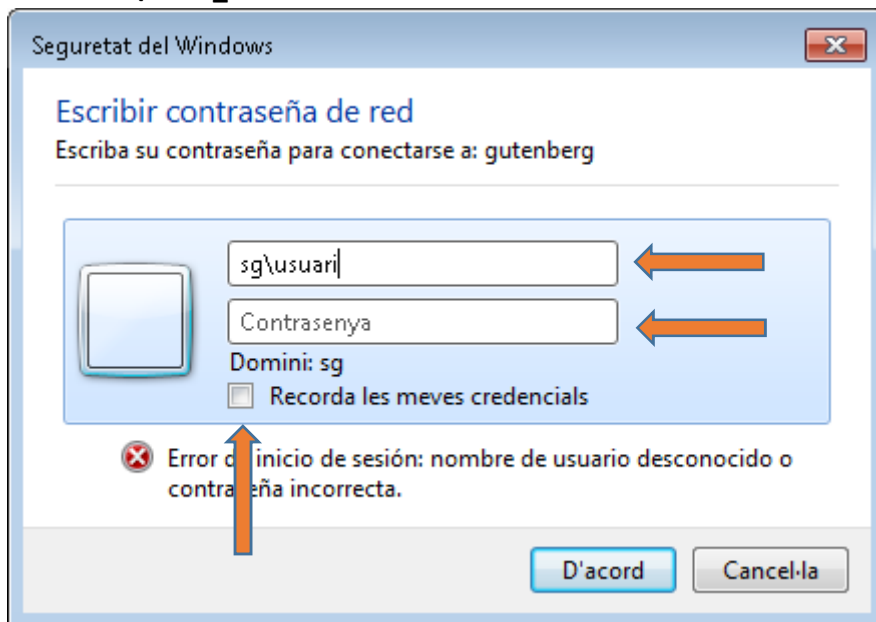 Seguretat del Windows
Escribir contraseña de red
Escriba su contraseña para conectarse a: gutenberg
sg\usuari
Contrasenya
Domini: sg
Recorda les meves credencials
Error de inicio de sesión: nombre de usuario desconocido o
contraseña incorrecta.
D'acord
Cancel·la